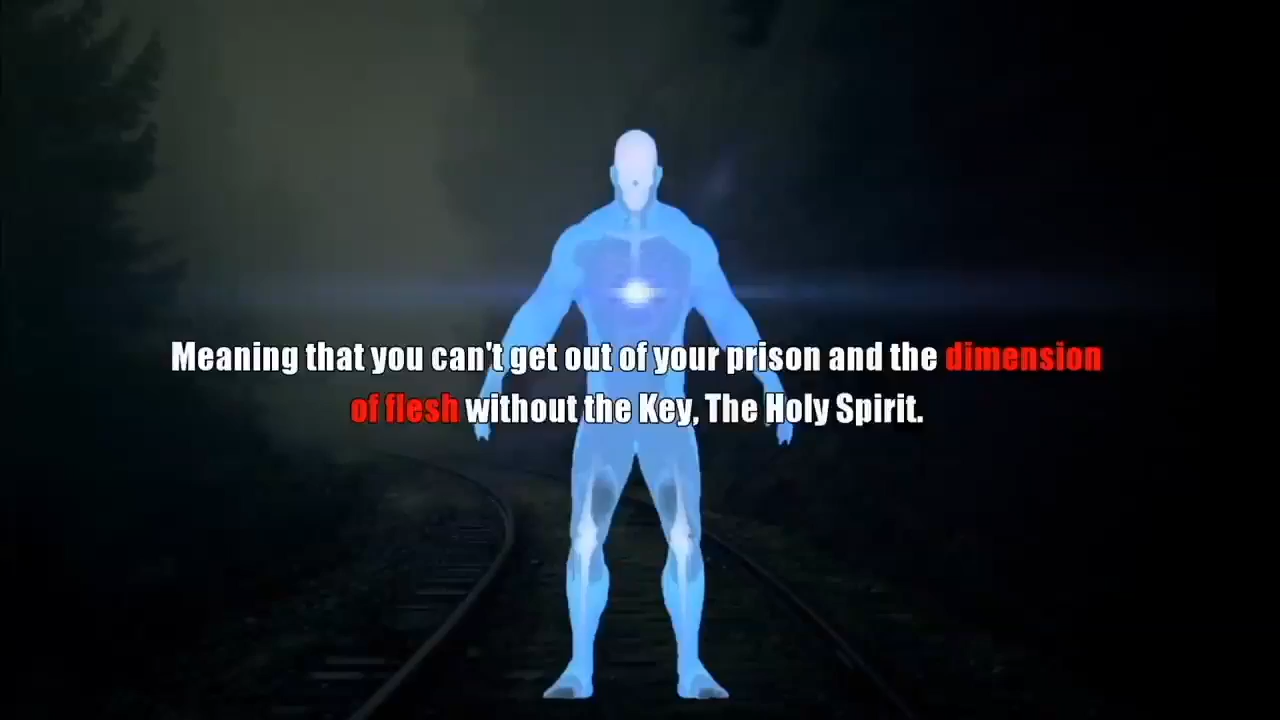 Meaning that you can't get out of your prison and the dimension
of flesh without the Key, The Holy Spirit.